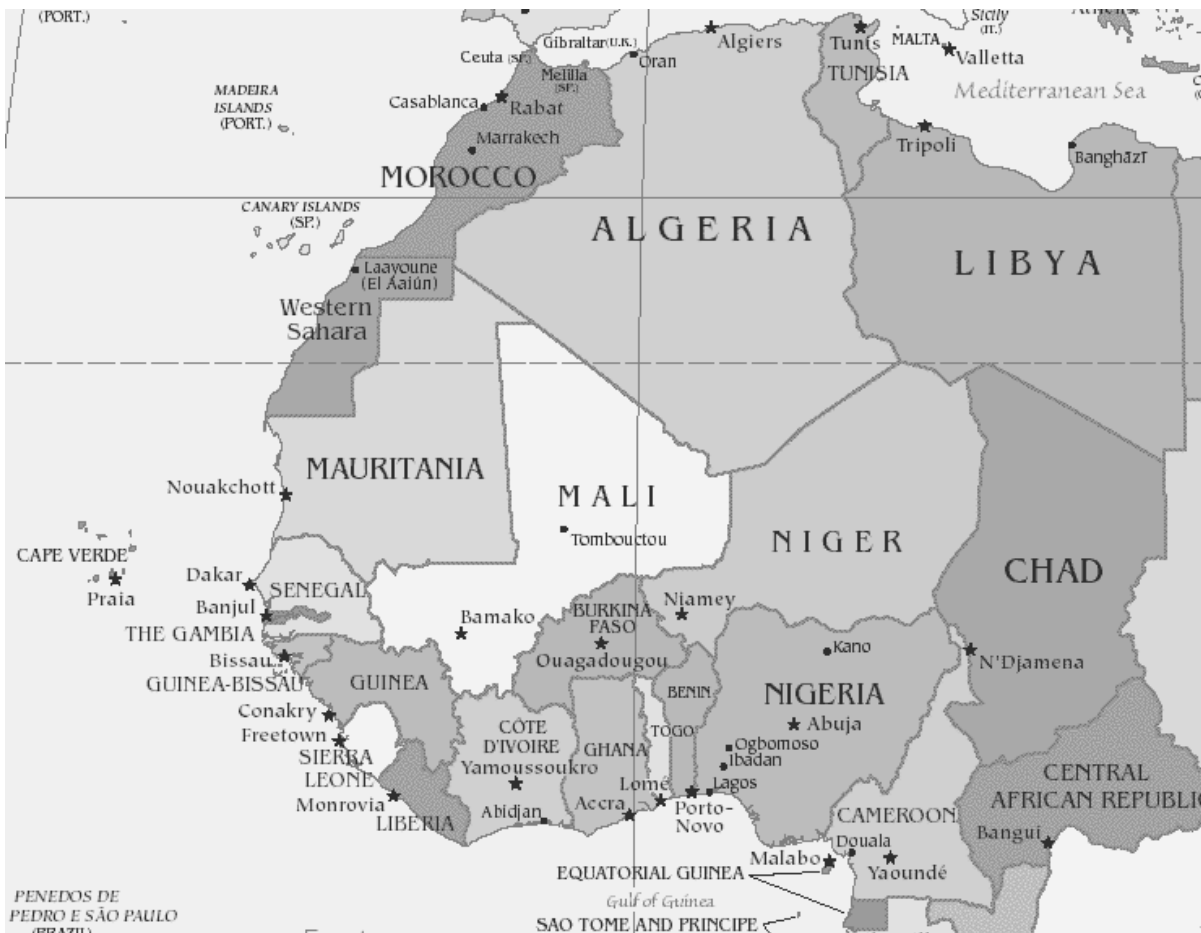 (PORT.)
Sicily
(IT.)
Gibraltar (U.K.)
Algiers
Tunis
MALTA
Ceuta (SP.)
Oran
Valletta
Melilla
(SP.)
TUNISIA
MADEIRA
ISLANDS
(PORT.)
Casablanca
Rabat
Mediterranean Sea
Marrakech
Tripoli
Banghāzī
MOROCCO
CANARY ISLANDS
(SP.)
ALGERIA
LIBYA
Laayoune
(El Aaiún)
Western
Sahara
MAURITANIA
Nouakchott
MALI
Tombouctou
NIGER
CHAD
CAPE VERDE
Praia
Dakar
SENEGAL
Banjul
THE GAMBIA
Bamako
BURKINA
FASO
Niamey
Ouagadougou
Kano
N'Djamena
Bissau
GUINEA-BISSAU
GUINEA
BENIN
NIGERIA
Abuja
Conakry
Freetown
SIERRA
LEONE
CÔTE
D'IVOIRE
Yamoussoukro
GHANA
TOGO
Ogbomoso
Ibadan
Lagos
Monrovia
LIBERIA
Abidjan
Accra
Lomé
Porto-
Novo
CENTRAL
AFRICAN REPUBLIC
CAMEROON
Bangui
Douala
Malabo
Yaoundé
EQUATORIAL GUINEA
Gulf of Guinea
SAO TOME AND PRINCIPE
PENEDOS DE
PEDRO E SÃO PAULO
(BRAZIL)